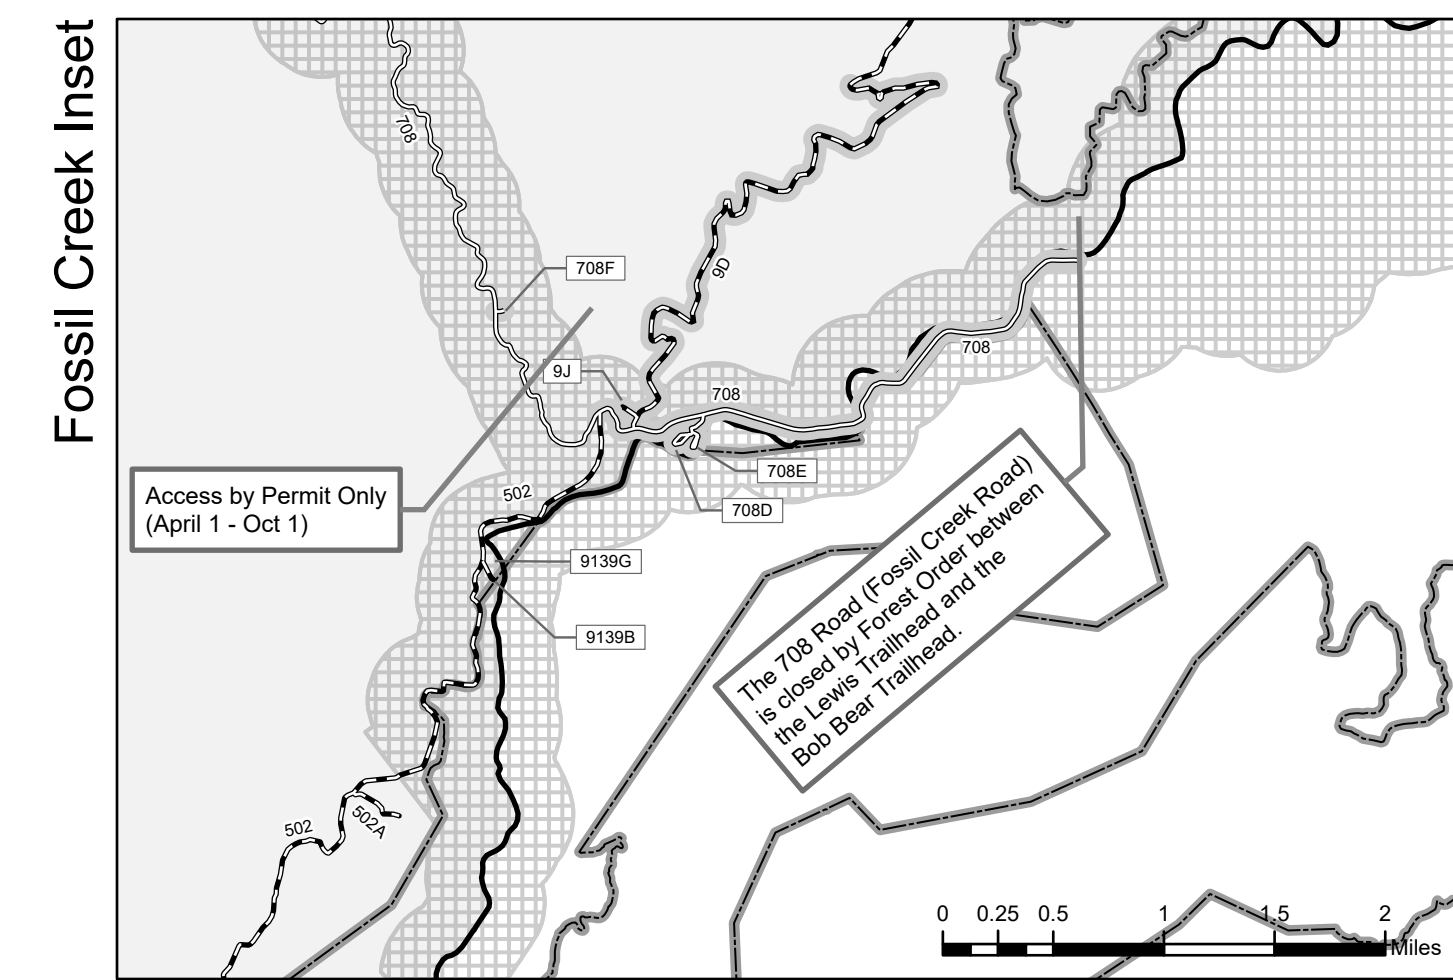 Fossil Creek Inset
708
708F
9D
9J
708
708
708E
708D
Access by Permit Only
(April 1 - Oct 1)
502
9139G
9139B
The 708 Road (Fossil Creek Road)
is closed by Forest Order between
the Lewis Trailhead and the
Bob Bear Trailhead.
502A
502
0 0.25 0.5 1 1.5 2
Miles